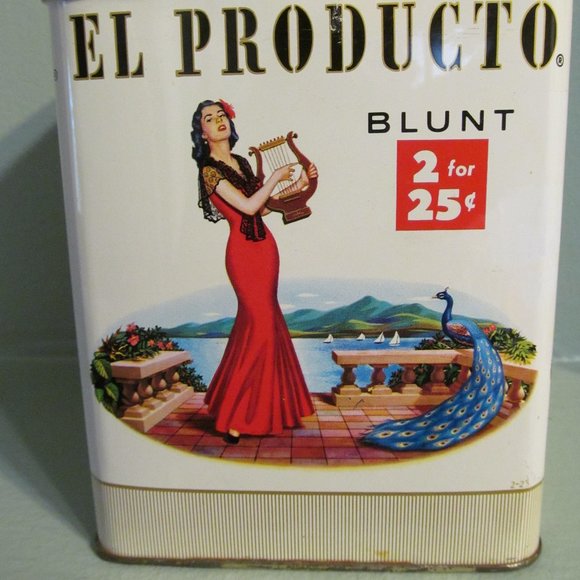 EL PRODUCTO®
BLUNT
2 for
25¢